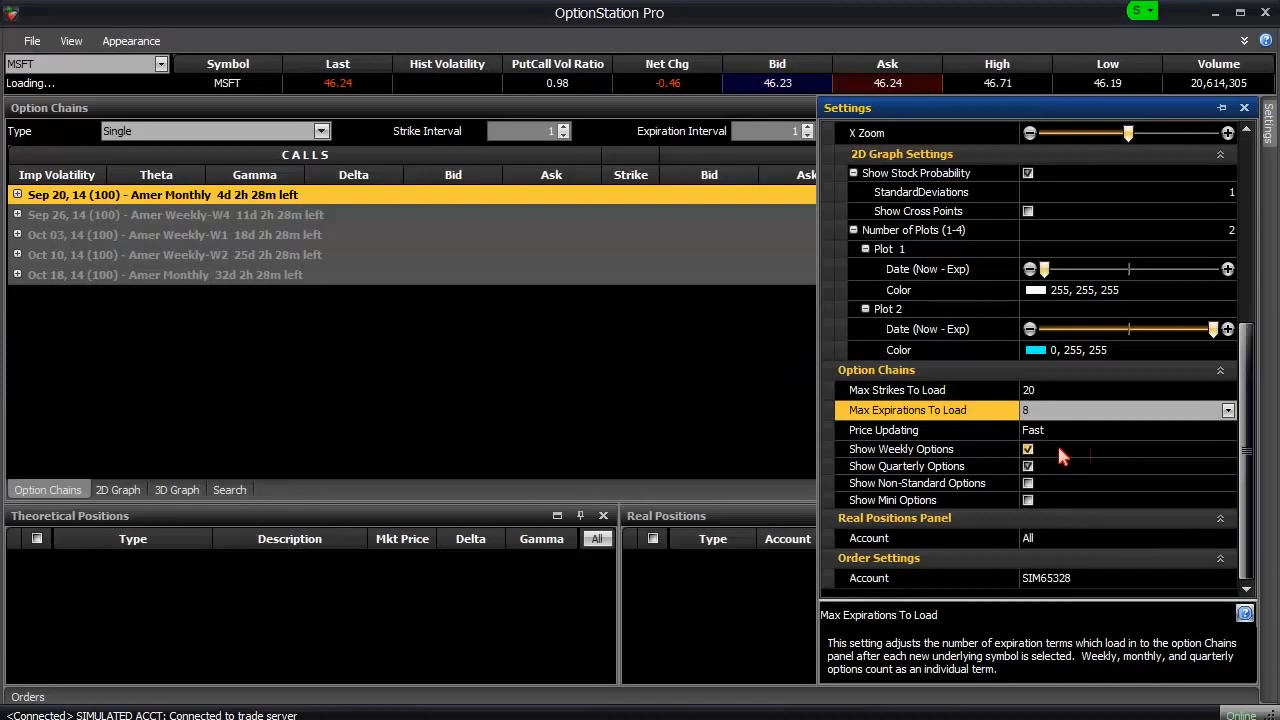 OptionStation Pro
S
File View Appearance
MSFT Symbol Last Hist Volatility PutCall Vol Ratio Net Chg Bid Ask High Low Volume
Loading... MSFT 46.24 0.98 -0.46 46.23 46.24 46.71 46.19 20,614,305
Option Chains
Type Single Strike Interval 1 Expiration Interval 1
CALLS
Imp Volatility Theta Gamma Delta Bid Ask Strike Bid Ask
Sep 20, 14 (100) - Amer Monthly 4d 2h 28m left
Sep 26, 14 (100) - Amer Weekly-W4 11d 2h 28m left
Oct 03, 14 (100) - Amer Weekly-W1 18d 2h 28m left
Oct 10, 14 (100) - Amer Weekly-W2 25d 2h 28m left
Oct 18, 14 (100) - Amer Monthly 32d 2h 28m left
Option Chains 2D Graph 3D Graph Search
Theoretical Positions
Type Description Mkt Price Delta Gamma All
Real Positions
Type Account
Settings
Settings
X Zoom
2D Graph Settings
Show Stock Probability
StandardDeviations 1
Show Cross Points
Number of Plots (1-4) 2
Plot 1
Date (Now - Exp)
Color 255, 255, 255
Plot 2
Date (Now - Exp)
Color 0, 255, 255
Option Chains
Max Strikes To Load 20
Max Expirations To Load 8
Price Updating Fast
Show Weekly Options
Show Quarterly Options
Show Non-Standard Options
Show Mini Options
Real Positions Panel
Account All
Order Settings
Account SIM65328
Max Expirations To Load
This setting adjusts the number of expiration terms which load in to the option Chains
panel after each new underlying symbol is selected. Weekly, monthly, and quarterly
options count as an individual term.
Orders
<Connected> SIMULATED ACCT: Connected to trade server Online